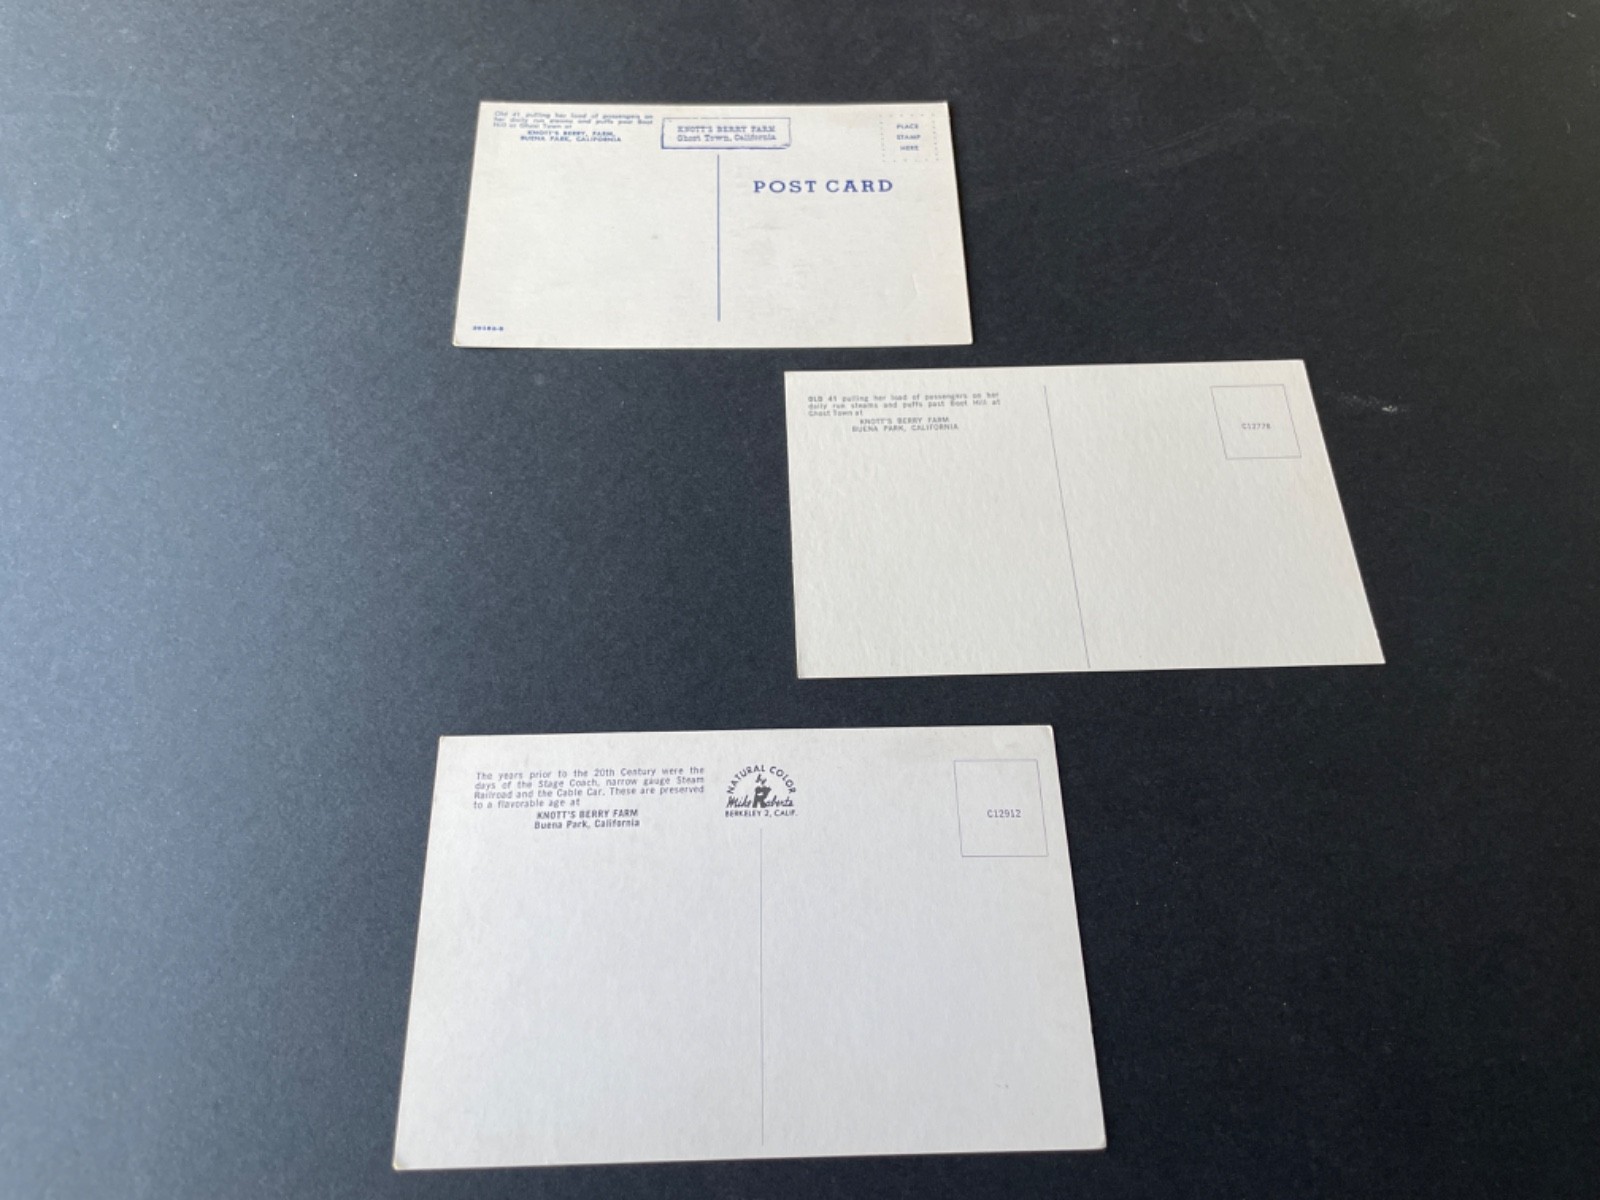 Old 41 pulling her load of passengers on
her daily run steams and puffs past Boot
Hill at Ghost Town at
KNOTT'S BERRY, FARM,
BUENA PARK, CALIFORNIA
KNOTT'S BERRY FARM
Ghost Town, California
PLACE
STAMP
HERE
POST CARD
OLD 41 pulling her load of passengers on her
daily run steams and puffs past Boot Hill at
Ghost Town at
KNOTT'S BERRY FARM
BUENA PARK, CALIFORNIA
C12778
The years prior to the 20th Century were the
days of the Stage Coach, narrow gauge Steam
Railroad and the Cable Car. These are preserved
to a flavorable age at
KNOTT'S BERRY FARM
Buena Park, California
NATURAL COLOR
by
Mike Roberts
BERKELEY 2, CALIF.
C12912